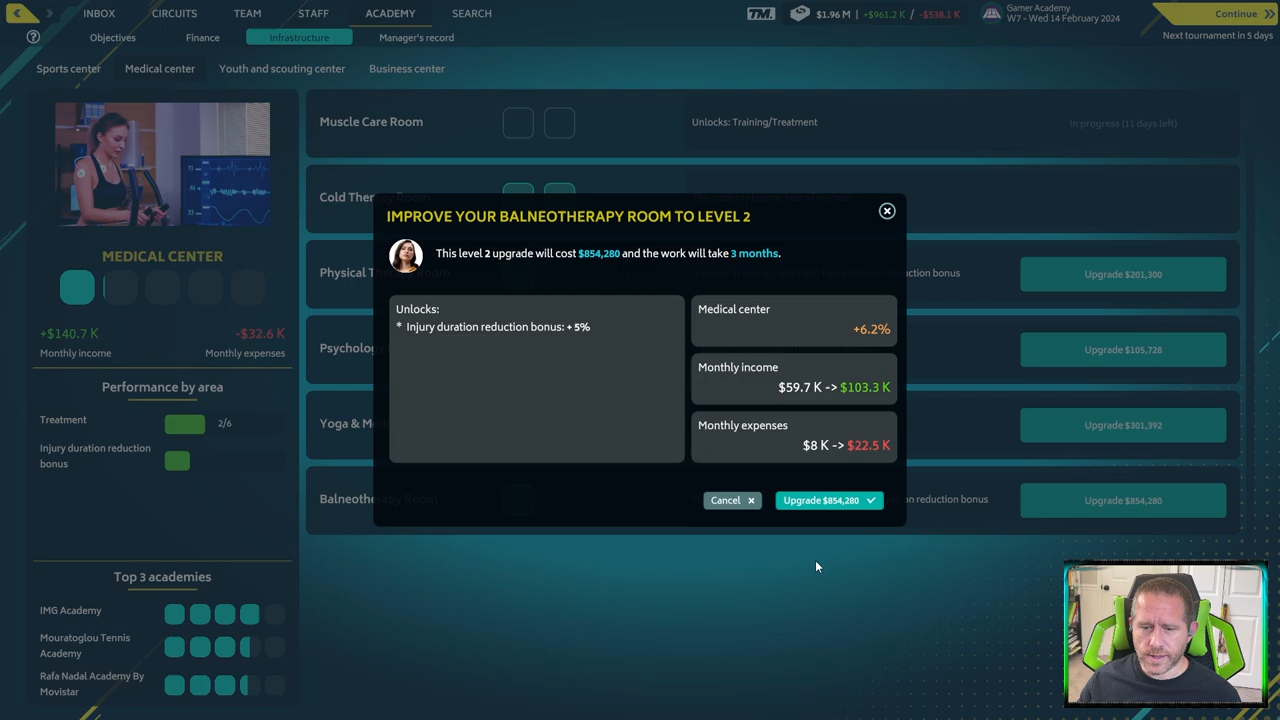 INBOX CIRCUITS TEAM STAFF ACADEMY SEARCH
TM $1.96 M | +$961.2 K / -$538.1 K
Gamer Academy
W7 - Wed 14 February 2024
Continue
Next tournament in 5 days
? Objectives Finance Infrastructure Manager's record
Sports center Medical center Youth and scouting center Business center
MEDICAL CENTER
+$140.7 K -$32.6 K
Monthly income Monthly expenses
Performance by area
Treatment 2/6
Injury duration reduction
bonus
Top 3 academies
IMG Academy
Mouratoglou Tennis
Academy
Rafa Nadal Academy By
Movistar
Muscle Care Room Unlocks: Training/Treatment In progress (11 days left)
Cold Therapy Room
Physical Upgrade $201,300
Psychology Upgrade $105,728
Yoga & Upgrade $301,392
Balneotherapy Room Upgrade $854,280
IMPROVE YOUR BALNEOTHERAPY ROOM TO LEVEL 2
This level 2 upgrade will cost $854,280 and the work will take 3 months.
Unlocks:
* Injury duration reduction bonus: + 5%
Medical center
+6.2%
Monthly income
$59.7 K -> $103.3 K
Monthly expenses
$8 K -> $22.5 K
Cancel Upgrade $854,280